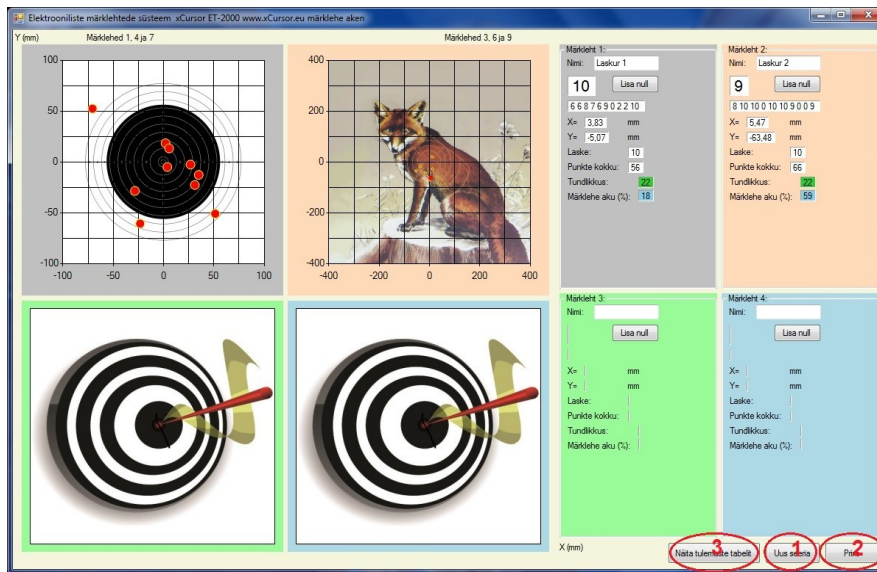 Elektrooniliste märklehtede süsteem xCursor ET-2000 www.xCursor.eu märklehe aken
Y (mm)
Märklehed 1, 4 ja 7
Märklehed 3, 6 ja 9
100
50
0
-50
-100
-100 -50 0 50 100
400
200
0
-200
-400
-400 -200 0 200 400
Märkleht 1:
Nimi: Laskur 1
10 Lisa null
6 6 8 7 6 9 0 2 2 10
X= 3,83 mm
Y= -5,07 mm
Laske: 10
Punkte kokku: 56
Tundlikkus: 22
Märklehe aku (%): 18
Märkleht 2:
Nimi: Laskur 2
9 Lisa null
8 10 10 0 10 10 9 0 0 9
X= 5,47 mm
Y= -63,48 mm
Laske: 10
Punkte kokku: 66
Tundlikkus: 22
Märklehe aku (%): 59
Märkleht 3:
Nimi:
Lisa null
X= mm
Y= mm
Laske:
Punkte kokku:
Tundlikkus:
Märklehe aku (%):
Märkleht 4:
Nimi:
Lisa null
X= mm
Y= mm
Laske:
Punkte kokku:
Tundlikkus:
Märklehe aku (%):
X (mm)
Näita tulemuste tabelit
3
Uus seeria
1
2